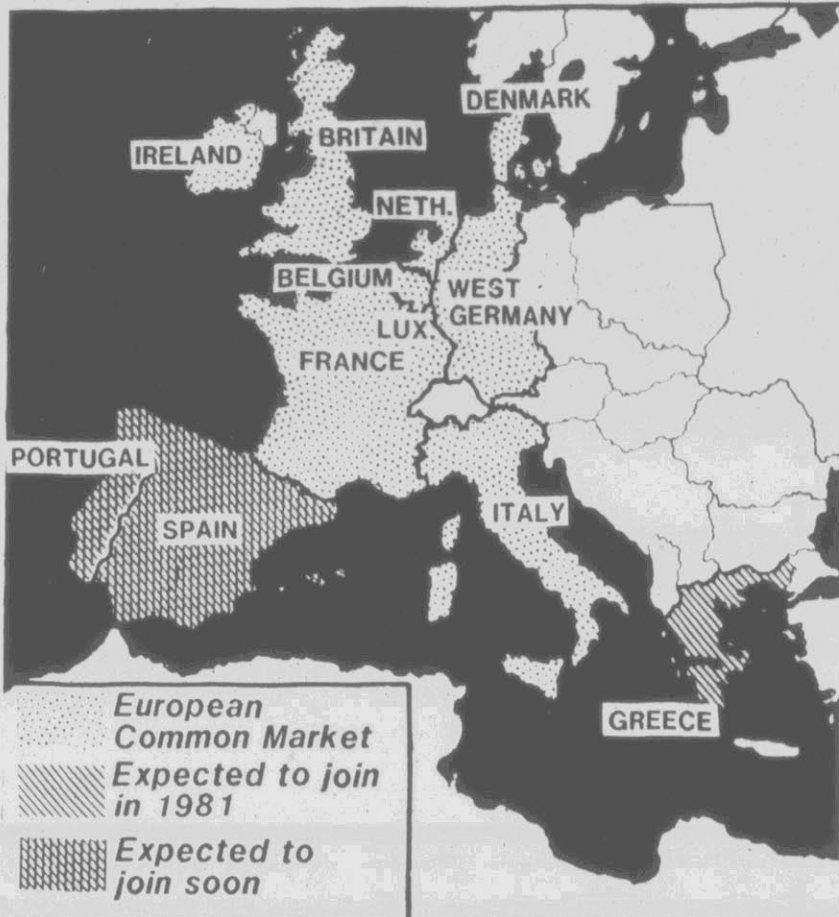 DENMARK
BRITAIN
IRELAND
NETH.
BELGIUM
WEST
GERMANY
LUX.
FRANCE
PORTUGAL
SPAIN
ITALY
GREECE
European
Common Market
Expected to join
in 1981
Expected to
join soon